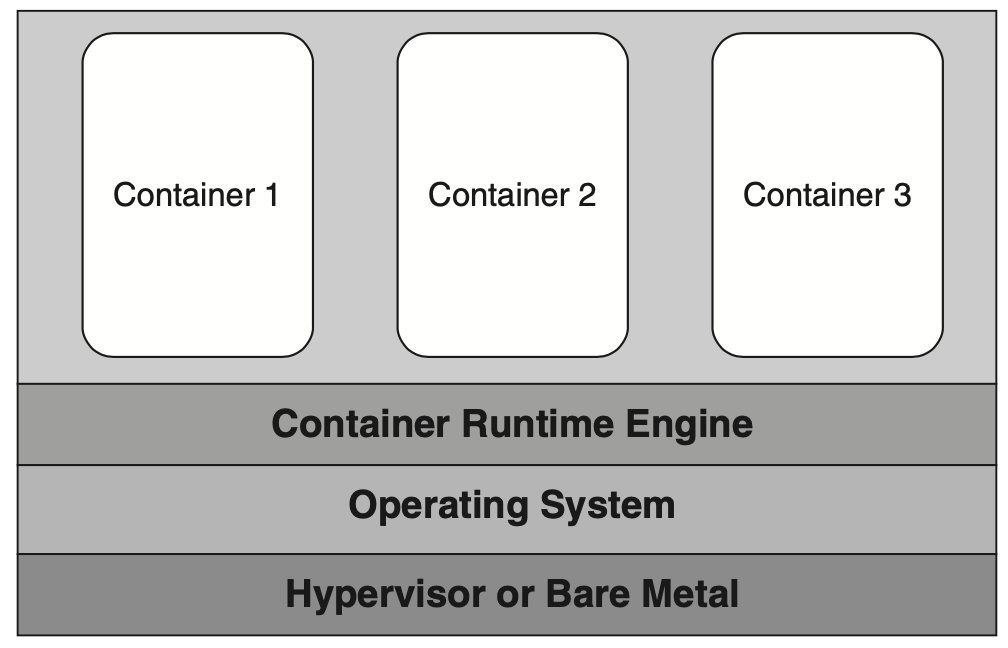 Container 1
Container 2
Container 3
Container Runtime Engine
Operating System
Hypervisor or Bare Metal